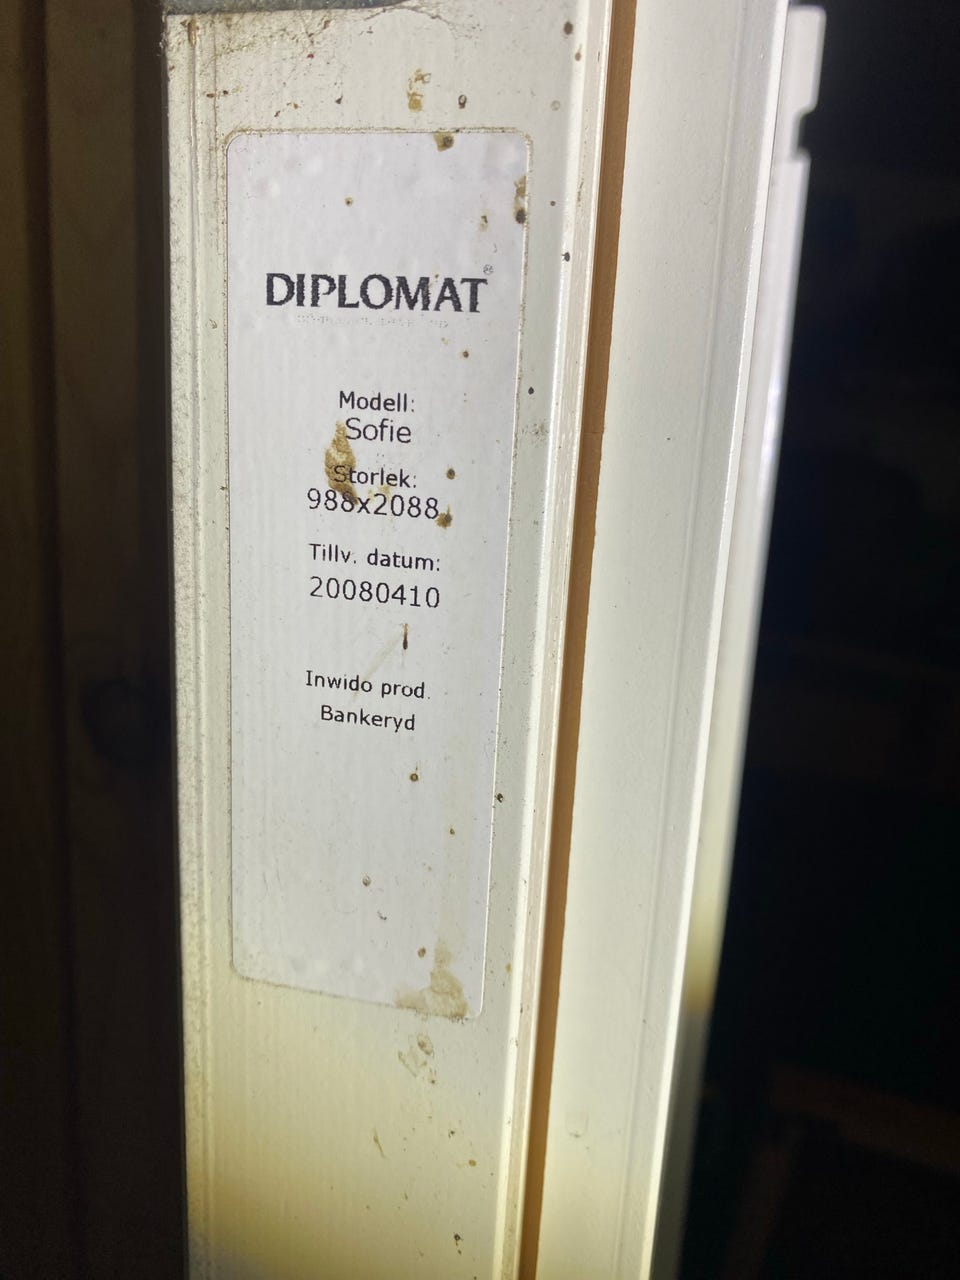 DIPLOMAT®
Modell:
Sofie
Storlek:
988x2088
Tillv. datum:
20080410
Inwido prod.
Bankeryd